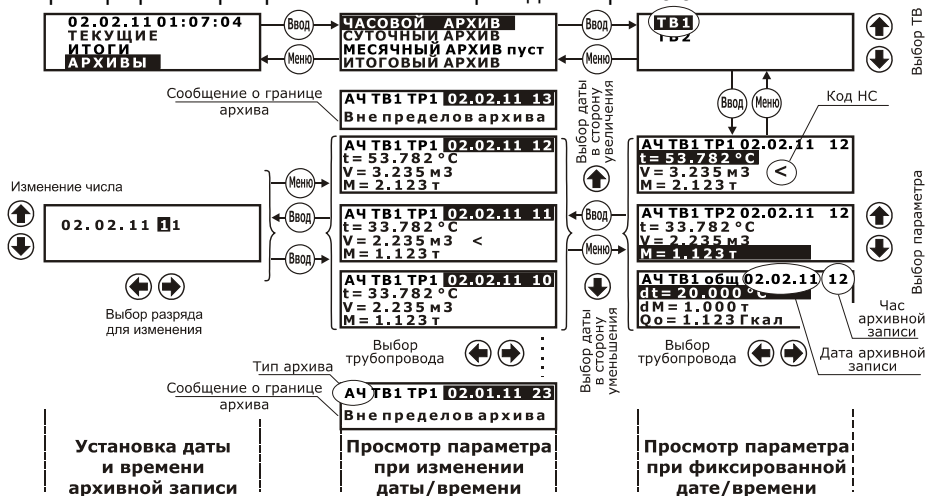 02.02.11 01:07:04
ТЕКУЩИЕ
ИТОГИ
АРХИВЫ
Ввод
Меню
ЧАСОВОЙ АРХИВ
СУТОЧНЫЙ АРХИВ
МЕСЯЧНЫЙ АРХИВ пуст
ИТОГОВЫЙ АРХИВ
Ввод
Меню
ТВ1
ТВ2
Выбор ТВ
Ввод
Меню
Сообщение о границе
архива
АЧ ТВ1 ТР1 02.02.11 13
Вне пределов архива
Выбор даты
в сторону
увеличения
Код НС
АЧ ТВ1 ТР1 02.02.11 12
t= 53.782 °C
V= 3.235 м3
M= 2.123 т
АЧ ТВ1 ТР1 02.02.11 12
t= 53.782 °C
V= 3.235 м3 <
M= 2.123 т
Изменение числа
02.02.11 11
Выбор разряда
для изменения
Меню
Ввод
Ввод
АЧ ТВ1 ТР1 02.02.11 11
t= 33.782 °C
V= 2.235 м3 <
M= 1.123 т
Ввод
Меню
АЧ ТВ1 ТР2 02.02.11 12
t= 33.782 °C
V= 2.235 м3
M= 1.123 т
Выбор параметра
АЧ ТВ1 ТР1 02.02.11 10
t= 33.782 °C
V= 2.235 м3
M= 1.123 т
АЧ ТВ1 общ 02.02.11 12
dt= 20.000 °C
dM= 1.000 т
Qo= 1.123 Гкал
Час
архивной
записи
Дата архивной
записи
Выбор
трубопровода
Выбор даты
в сторону
уменьшения
Выбор
трубопровода
Тип архива
Сообщение о границе
архива
АЧ ТВ1 ТР1 02.01.11 23
Вне пределов архива
Установка даты
и времени
архивной записи
Просмотр параметра
при изменении
даты/времени
Просмотр параметра
при фиксированной
дате/времени